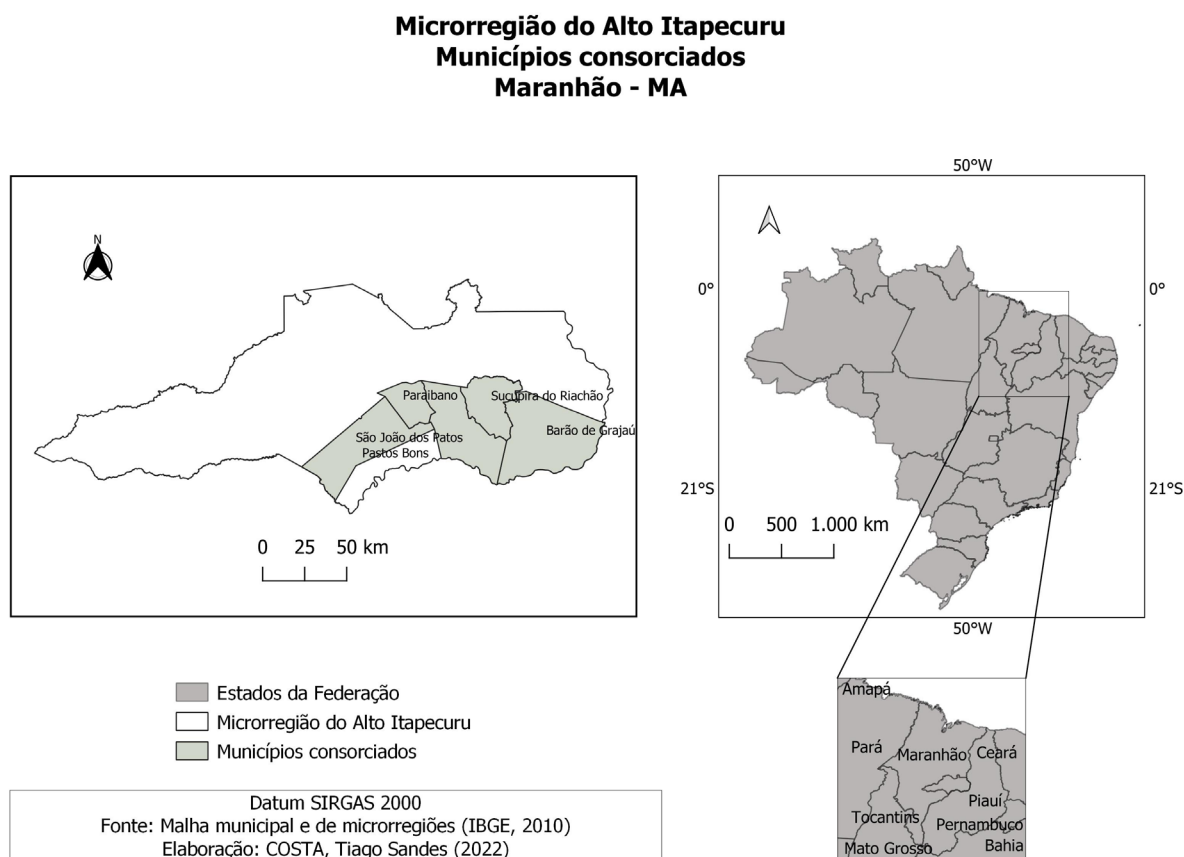 Microrregião do Alto Itapecuru
Municípios consorciados
Maranhão - MA
N
Paraibano
Sucupira do Riachão
Barão de Grajaú
São João dos Patos
Pastos Bons
0 25 50 km
50°W
0°
0°
21°S
21°S
0 500 1.000 km
50°W
Estados da Federação
Microrregião do Alto Itapecuru
Municípios consorciados
Amapá
Pará
Maranhão
Ceará
Piauí
Tocantins
Pernambuco
Mato Grosso
Bahia
Datum SIRGAS 2000
Fonte: Malha municipal e de microrregiões (IBGE, 2010)
Elaboração: COSTA, Tiago Sandes (2022)